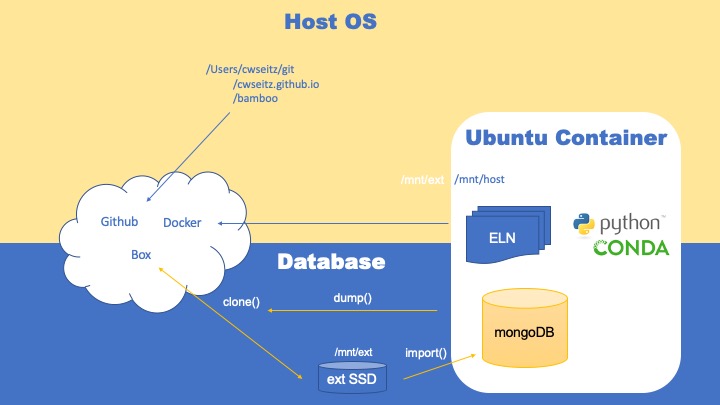 Host OS
/Users/cwseitz/git
/cwseitz.github.io
/bamboo
Ubuntu Container
/mnt/ext /mnt/host
Github Docker
Box
ELN
python™
CONDA
Database
clone()
dump()
mongoDB
/mnt/ext
import()
ext SSD